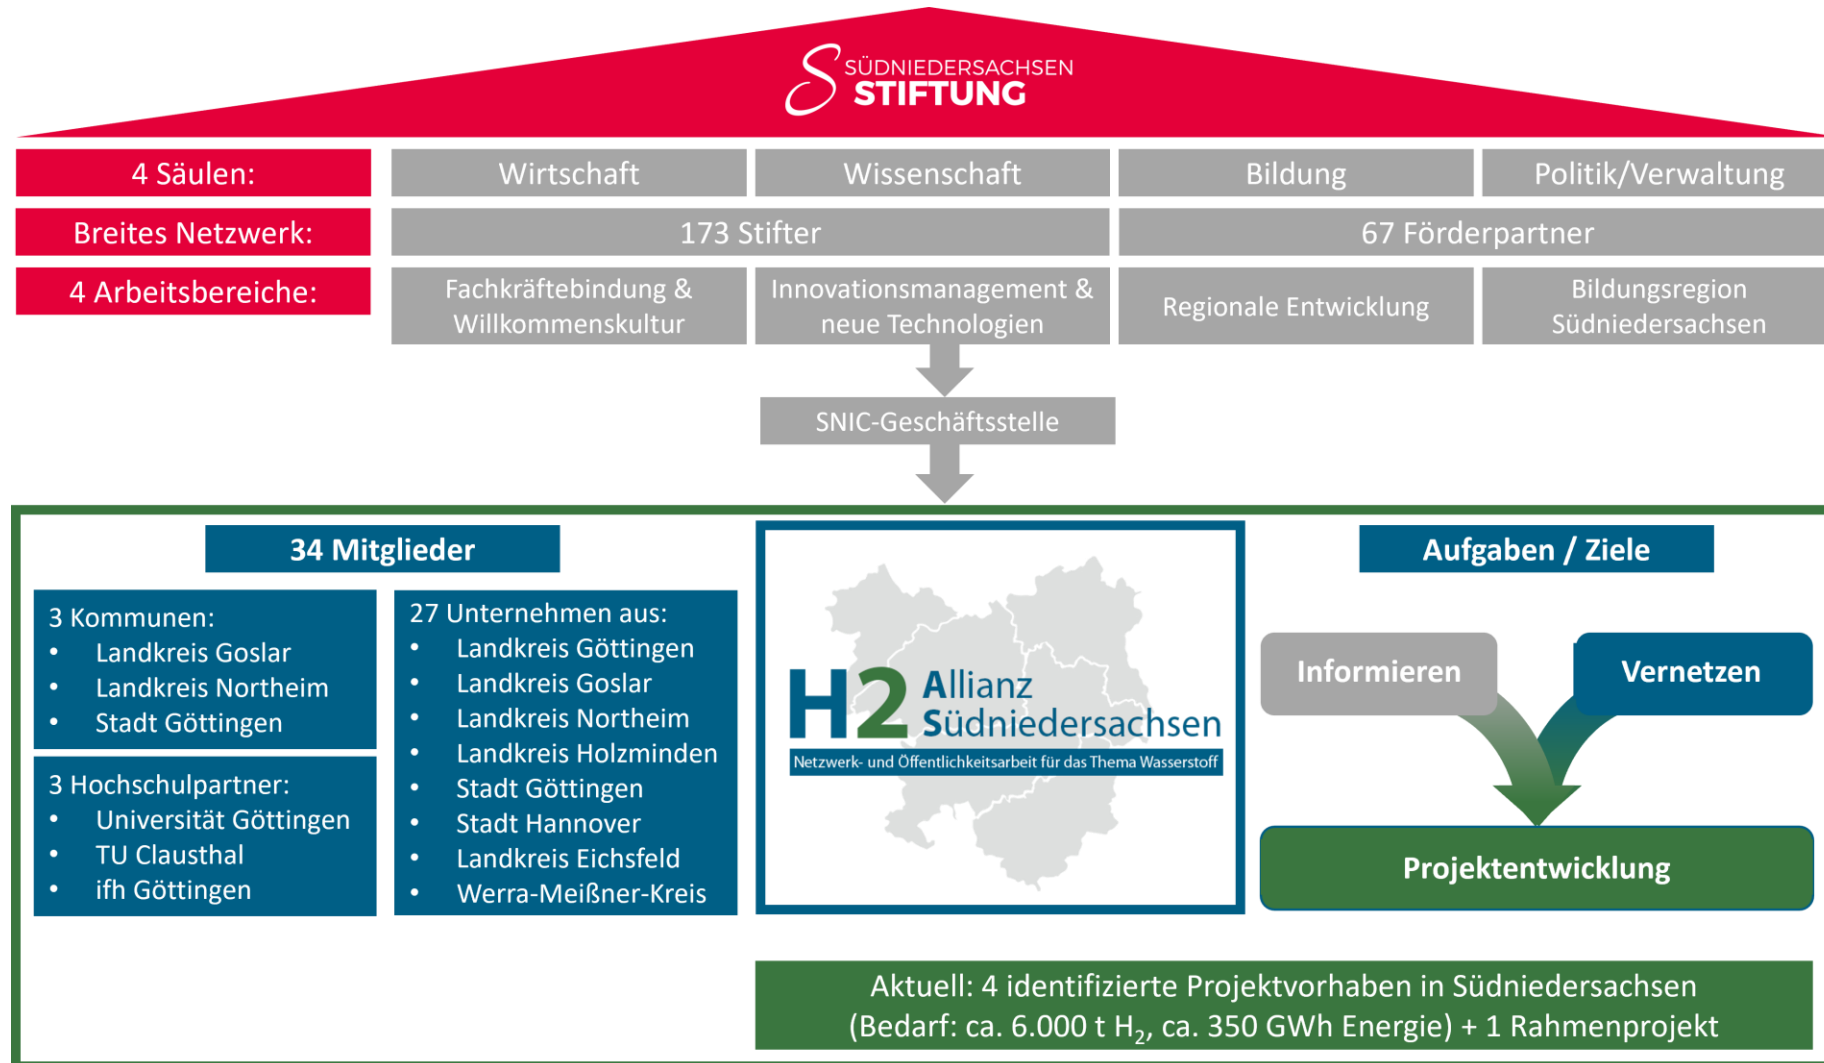 SÜDNIEDERSACHSEN
STIFTUNG
4 Säulen:
Wirtschaft
Wissenschaft
Bildung
Politik/Verwaltung
Breites Netzwerk:
173 Stifter
67 Förderpartner
4 Arbeitsbereiche:
Fachkräftebindung &
Willkommenskultur
Innovationsmanagement &
neue Technologien
Regionale Entwicklung
Bildungsregion
Südniedersachsen
SNIC-Geschäftsstelle
34 Mitglieder
3 Kommunen:
• Landkreis Goslar
• Landkreis Northeim
• Stadt Göttingen
3 Hochschulpartner:
• Universität Göttingen
• TU Clausthal
• ifh Göttingen
27 Unternehmen aus:
• Landkreis Göttingen
• Landkreis Goslar
• Landkreis Northeim
• Landkreis Holzminden
• Stadt Göttingen
• Stadt Hannover
• Landkreis Eichsfeld
• Werra-Meißner-Kreis
H2 Allianz
Südniedersachsen
Netzwerk- und Öffentlichkeitsarbeit für das Thema Wasserstoff
Aufgaben / Ziele
Informieren
Vernetzen
Projektentwicklung
Aktuell: 4 identifizierte Projektvorhaben in Südniedersachsen
(Bedarf: ca. 6.000 t H₂, ca. 350 GWh Energie) + 1 Rahmenprojekt